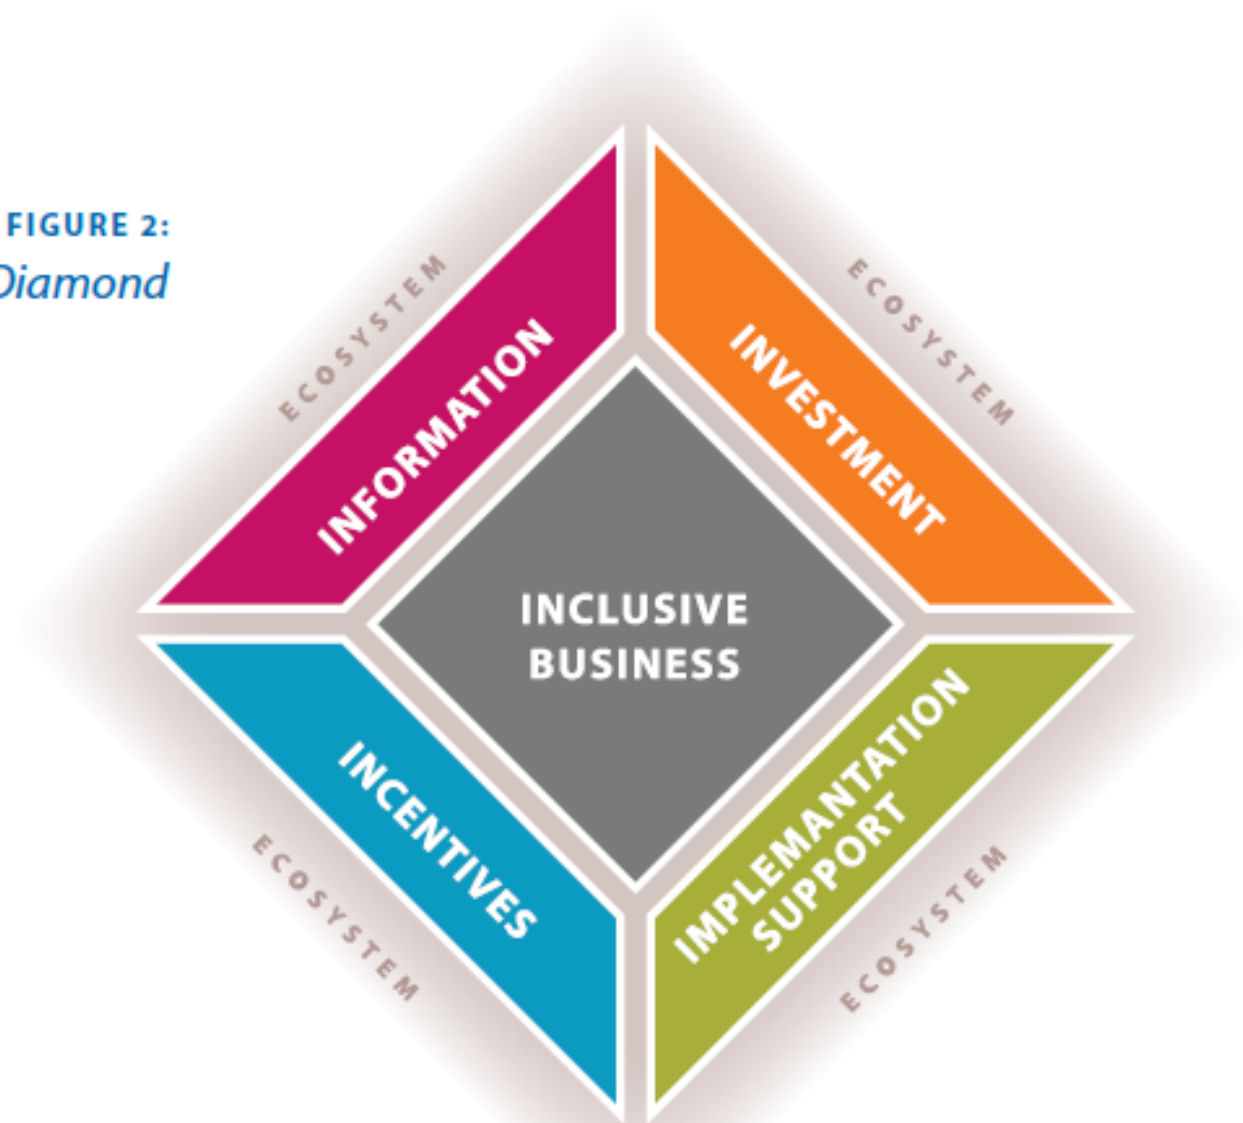 FIGURE 2:
Diamond
ECOSYSTEM
ECOSYSTEM
INFORMATION
INVESTMENT
INCLUSIVE
BUSINESS
INCENTIVES
IMPLEMANTATION
SUPPORT
ECOSYSTEM
ECOSYSTEM